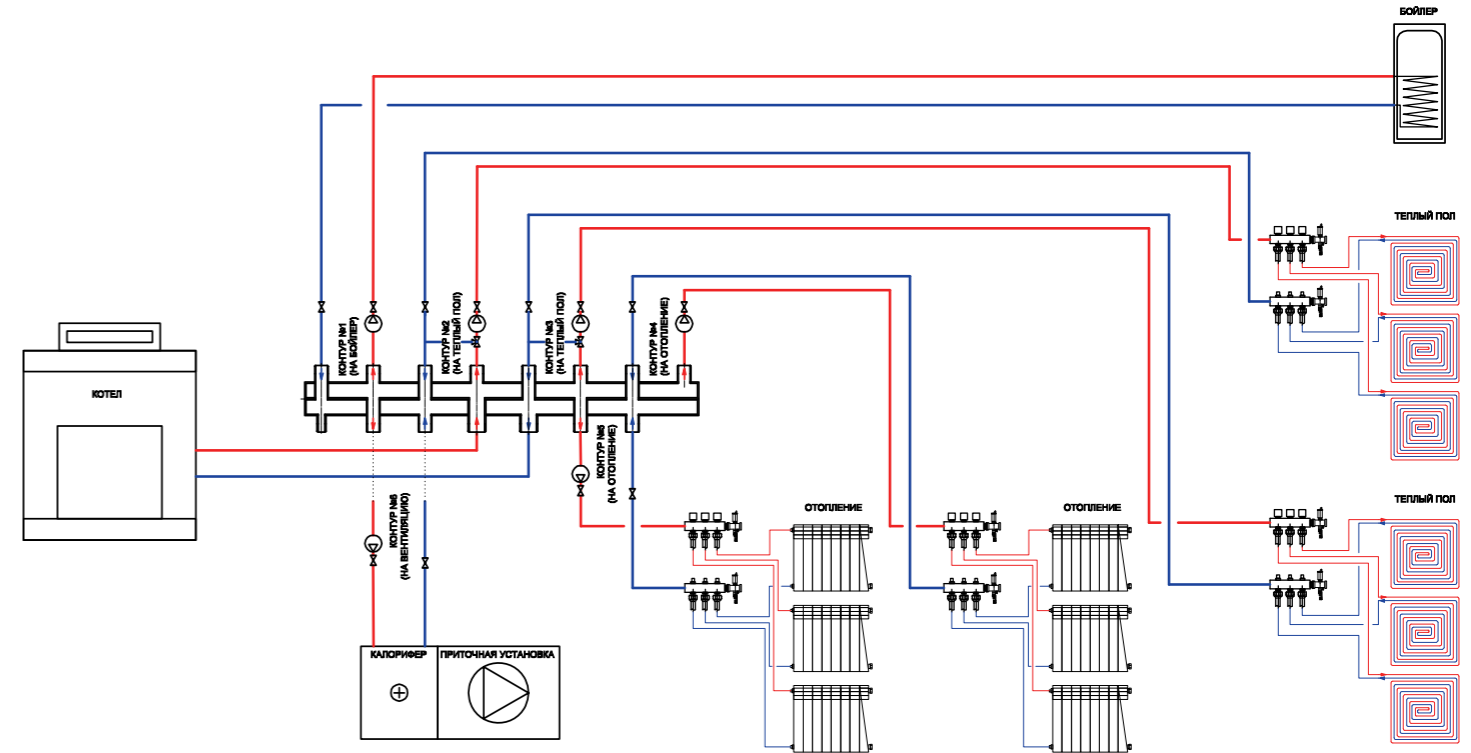 БОЙЛЕР
ТЕПЛЫЙ ПОЛ
КОНТУР №1
(НА БОЙЛЕР)
КОНТУР №2
(НА ТЕПЛЫЙ ПОЛ)
КОНТУР №3
(НА ТЕПЛЫЙ ПОЛ)
КОНТУР №4
(НА ОТОПЛЕНИЕ)
КОТЕЛ
КОНТУР №5
(НА ОТОПЛЕНИЕ)
КОНТУР №6
(НА ВЕНТИЛЯЦИЮ)
ОТОПЛЕНИЕ
ОТОПЛЕНИЕ
ТЕПЛЫЙ ПОЛ
КАЛОРИФЕР
ПРИТОЧНАЯ УСТАНОВКА